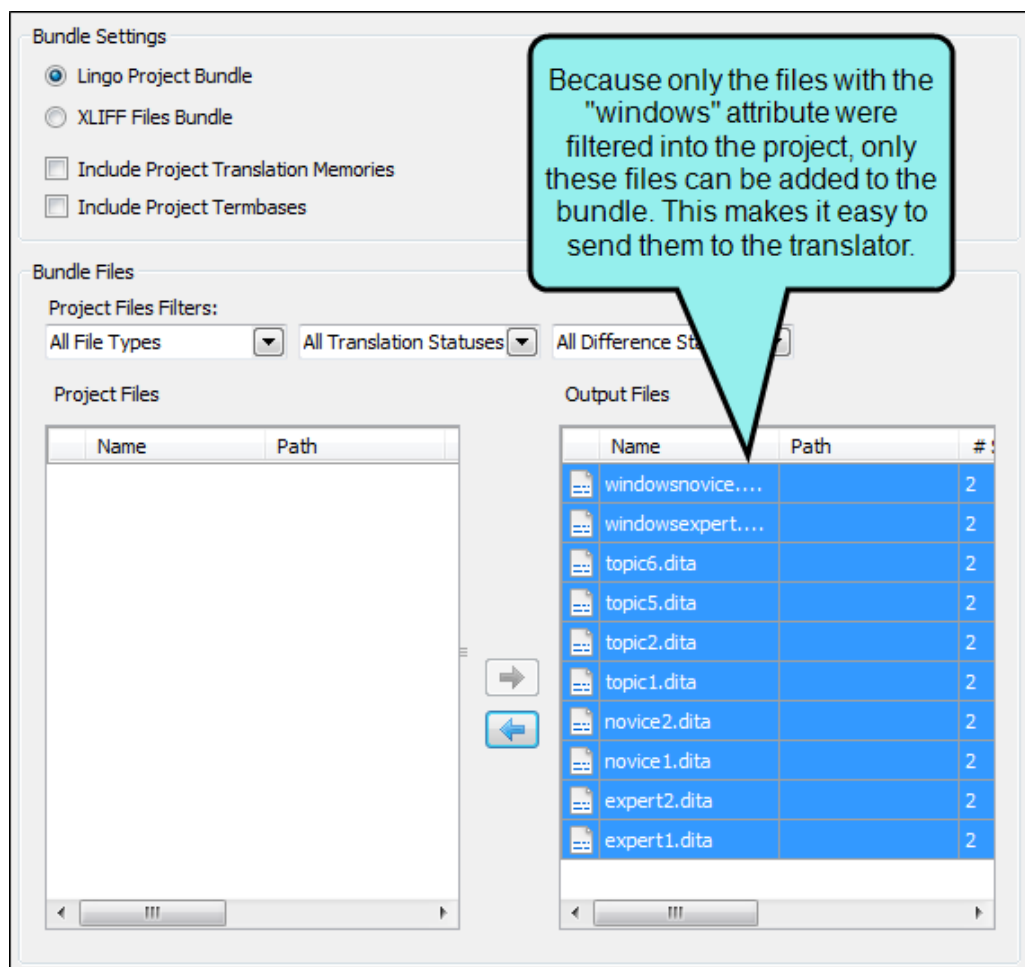 Bundle Settings
Lingo Project Bundle
XLIFF Files Bundle
Include Project Translation Memories
Include Project Termbases
Because only the files with the
"windows" attribute were
filtered into the project, only
these files can be added to the
bundle. This makes it easy to
send them to the translator.
Bundle Files
Project Files Filters:
All File Types All Translation Statuses All Difference Sta
Project Files
Name Path
Output Files
Name Path # S
windowsnovice.... 2
windowsexpert.... 2
topic6.dita 2
topic5.dita 2
topic2.dita 2
topic1.dita 2
novice2.dita 2
novice1.dita 2
expert2.dita 2
expert1.dita 2